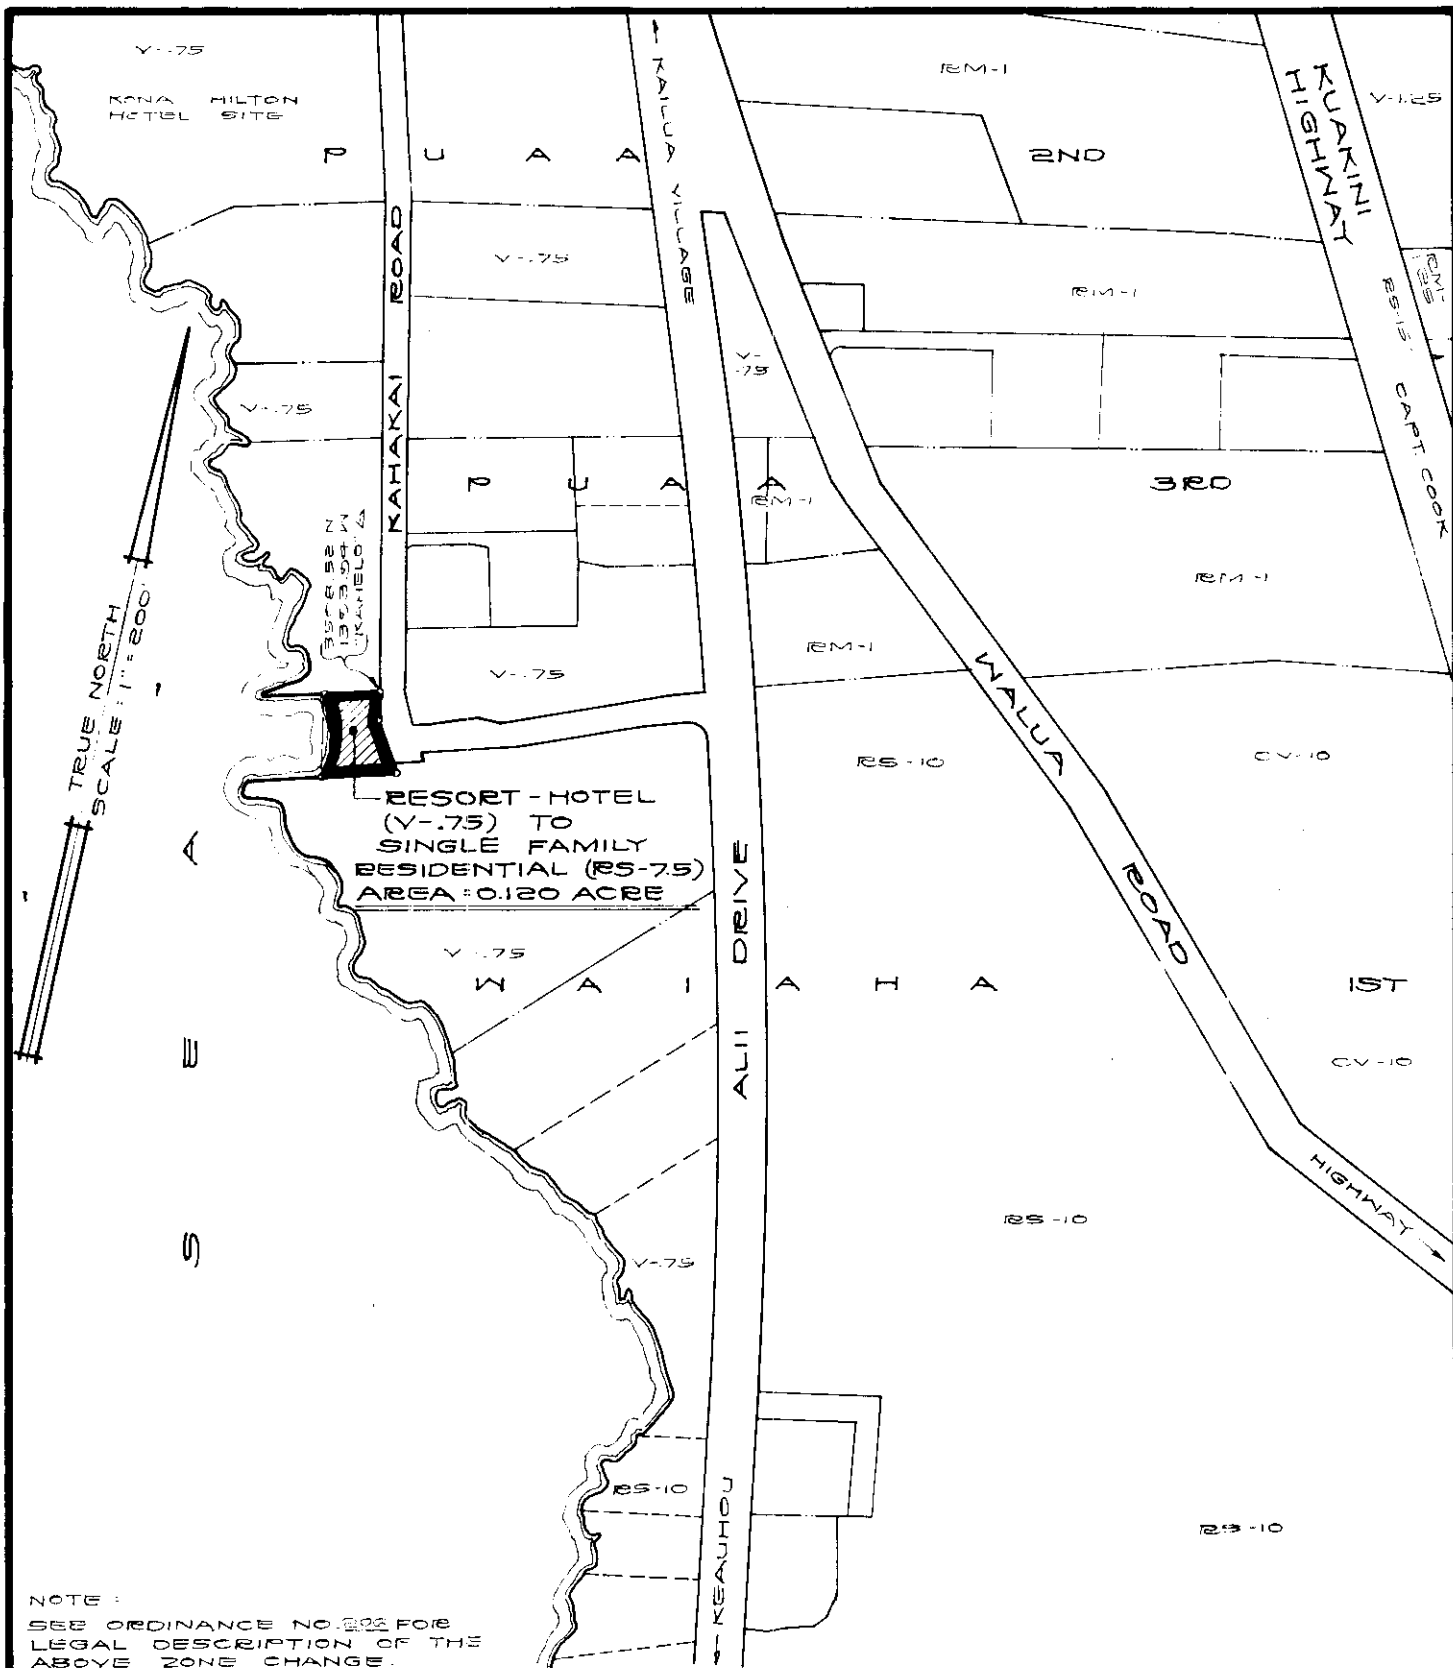 V-.75
KONA HILTON
HOTEL SITE
P U A A
2ND
RM-1
KUAKINI
HIGHWAY
V-1.25
← KAILUA VILLAGE
KAHAKAI ROAD
V-.75
RM-1
RM-
RS-15
CAPT. COOK
V-
.75
V-.75
P U A A
3RD
RM-1
RM-1
RM-1
"KAHELO" △
V-.75
TRUE NORTH
SCALE: 1" = 200'
WALUA ROAD
RS-10
CV-10
RESORT - HOTEL
(V-.75) TO
SINGLE FAMILY
RESIDENTIAL (RS-7.5)
AREA : 0.120 ACRE
ALII DRIVE
V-.75
W A I A H A
1ST
CV-10
S E A
RS-10
HIGHWAY →
V-.75
RS-10
RS-10
← KEAUHOU
NOTE :
SEE ORDINANCE NO. FOR
LEGAL DESCRIPTION OF THE
ABOVE ZONE CHANGE.